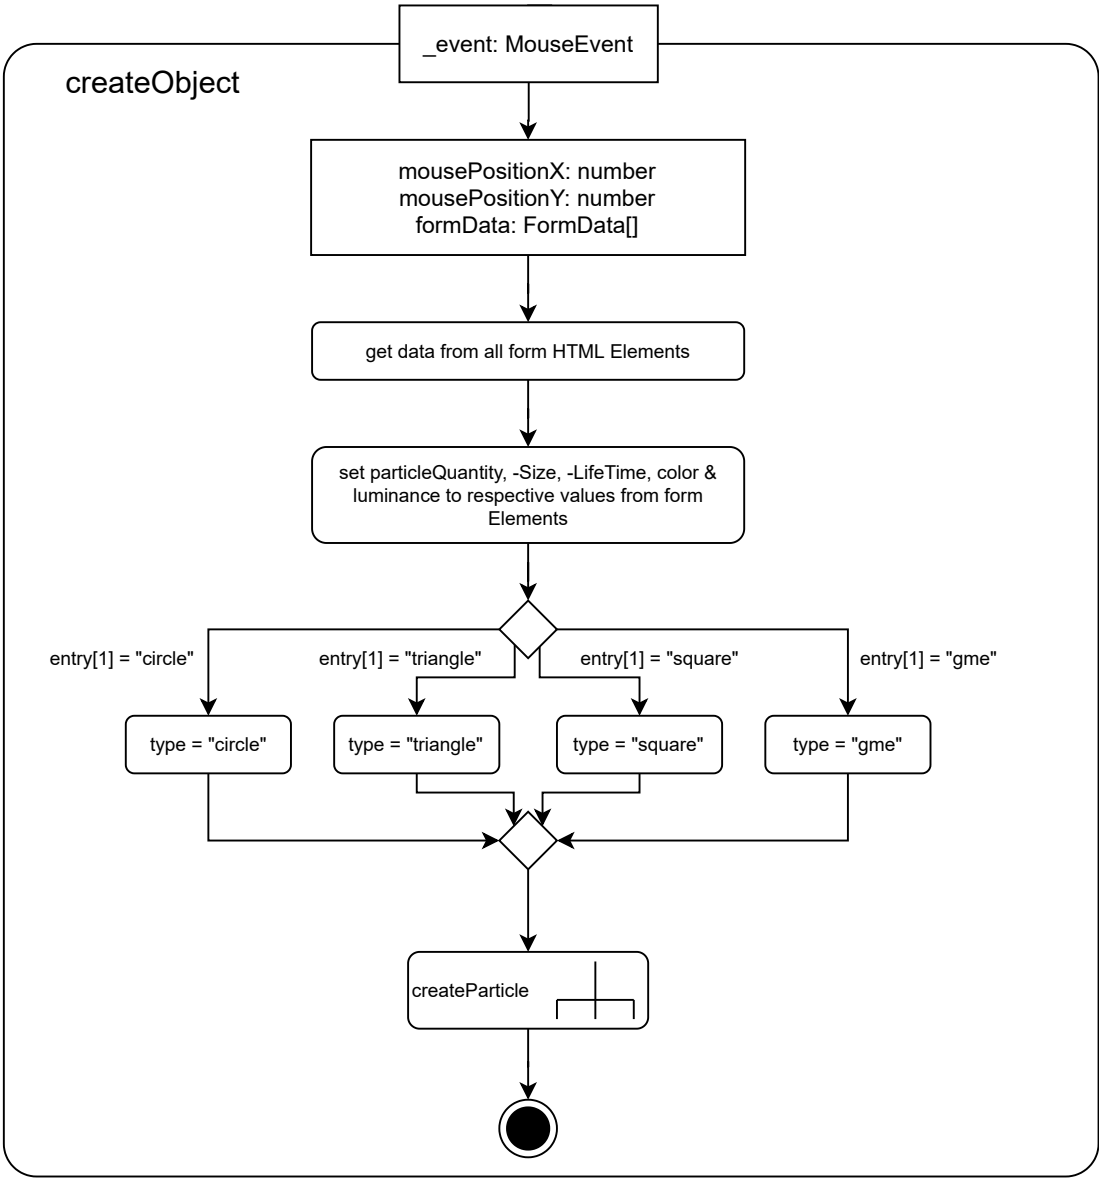 _event: MouseEvent
createObject
mousePositionX: number
mousePositionY: number
formData: FormData[]
get data from all form HTML Elements
set particleQuantity, -Size, -LifeTime, color &
luminance to respective values from form
Elements
entry[1] = "circle"
entry[1] = "triangle"
entry[1] = "square"
entry[1] = "gme"
type = "circle"
type = "triangle"
type = "square"
type = "gme"
createParticle